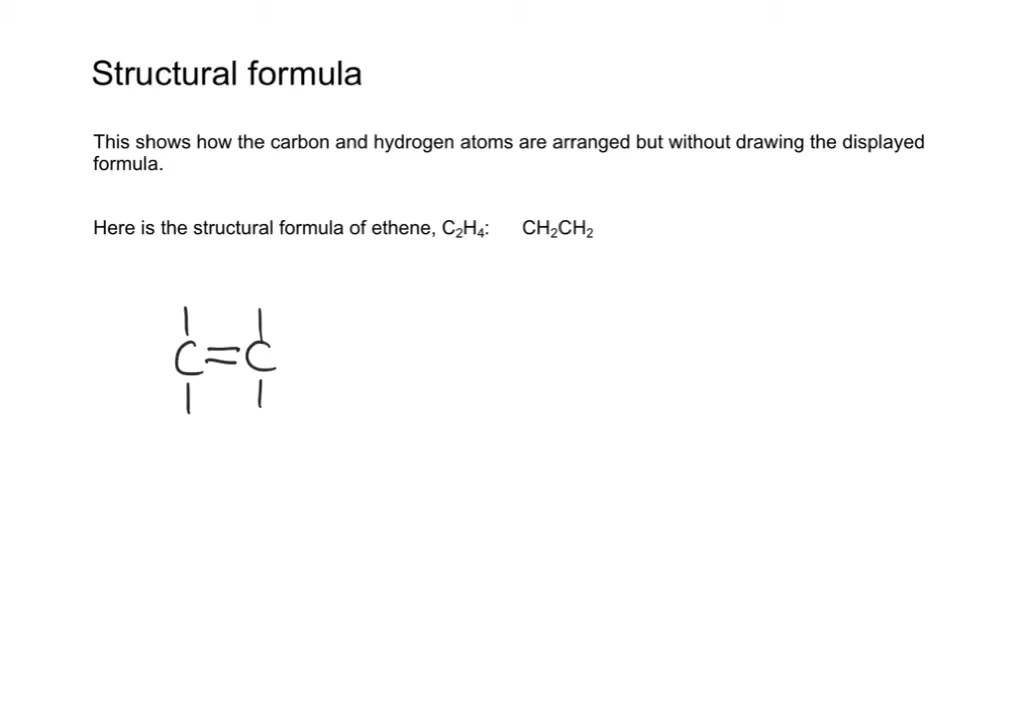 Structural formula
This shows how the carbon and hydrogen atoms are arranged but without drawing the displayed
formula.
Here is the structural formula of ethene, C₂H₄: CH₂CH₂
C=C